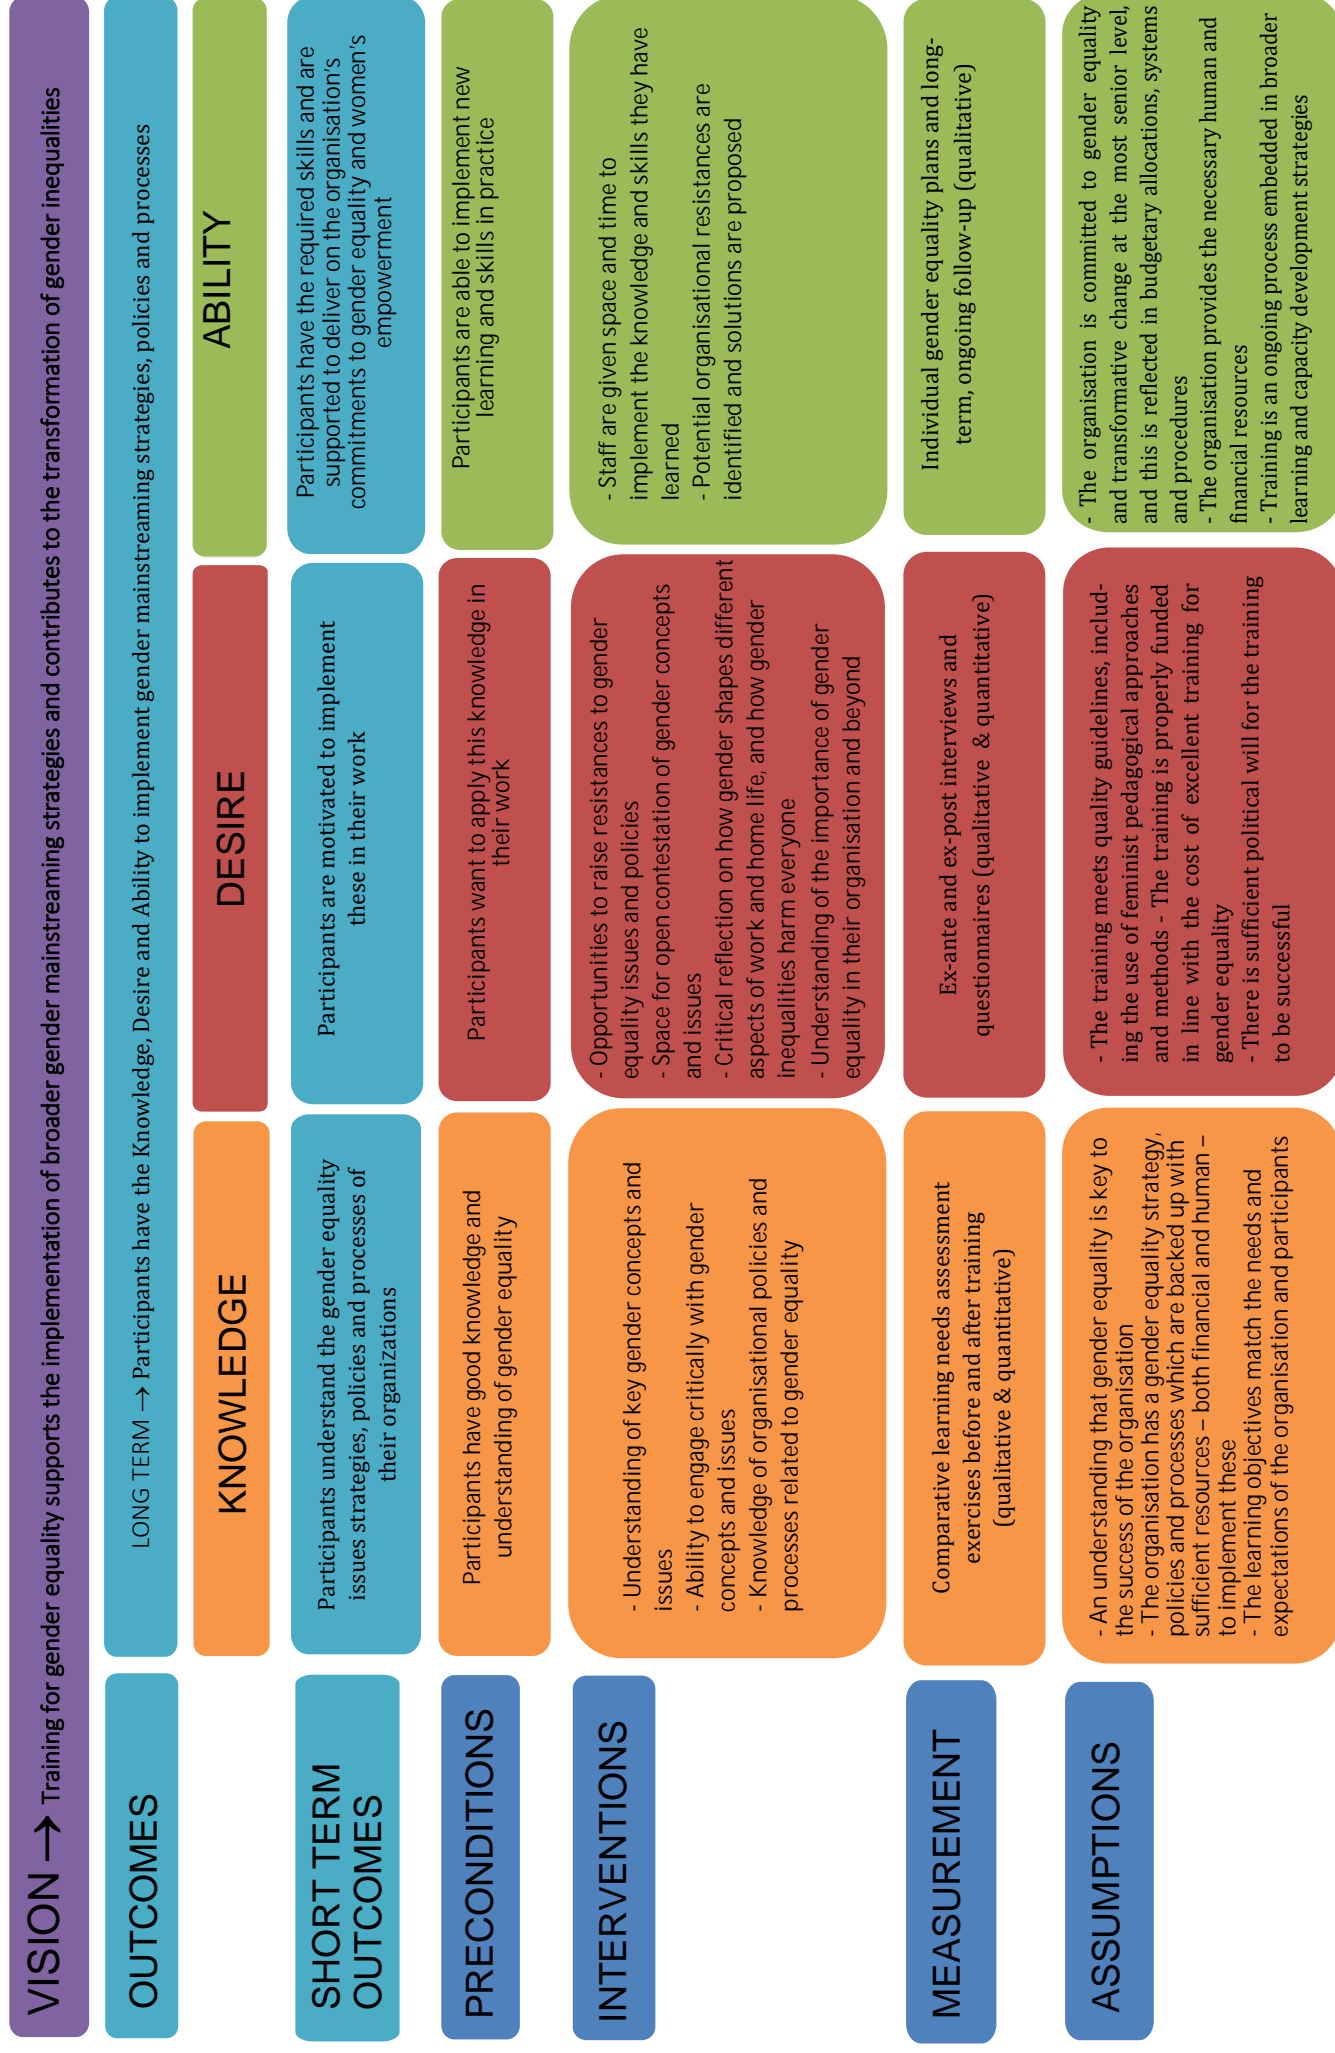 VISION → Training for gender equality supports the implementation of broader gender mainstreaming strategies and contributes to the transformation of gender inequalities
OUTCOMES
LONG TERM → Participants have the Knowledge, Desire and Ability to implement gender mainstreaming strategies, policies and processes
KNOWLEDGE
DESIRE
ABILITY
SHORT TERM
OUTCOMES
Participants understand the gender equality
issues strategies, policies and processes of
their organizations
Participants are motivated to implement
these in their work
Participants have the required skills and are
supported to deliver on the organisation's
commitments to gender equality and women's
empowerment
PRECONDITIONS
Participants have good knowledge and
understanding of gender equality
Participants want to apply this knowledge in
their work
Participants are able to implement new
learning and skills in practice
INTERVENTIONS
- Understanding of key gender concepts and
issues
- Ability to engage critically with gender
concepts and issues
- Knowledge of organisational policies and
processes related to gender equality
- Opportunities to raise resistances to gender
equality issues and policies
- Space for open contestation of gender concepts
and issues
- Critical reflection on how gender shapes different
aspects of work and home life, and how gender
inequalities harm everyone
- Understanding of the importance of gender
equality in their organisation and beyond
- Staff are given space and time to
implement the knowledge and skills they have
learned
- Potential organisational resistances are
identified and solutions are proposed
MEASUREMENT
Comparative learning needs assessment
exercises before and after training
(qualitative & quantitative)
Ex-ante and ex-post interviews and
questionnaires (qualitative & quantitative)
Individual gender equality plans and long-
term, ongoing follow-up (qualitative)
ASSUMPTIONS
- An understanding that gender equality is key to
the success of the organisation
- The organisation has a gender equality strategy,
policies and processes which are backed up with
sufficient resources – both financial and human –
to implement these
- The learning objectives match the needs and
expectations of the organisation and participants
- The training meets quality guidelines, includ-
ing the use of feminist pedagogical approaches
and methods - The training is properly funded
in line with the cost of excellent training for
gender equality
- There is sufficient political will for the training
to be successful
- The organisation is committed to gender equality
and transformative change at the most senior level,
and this is reflected in budgetary allocations, systems
and procedures
- The organisation provides the necessary human and
financial resources
- Training is an ongoing process embedded in broader
learning and capacity development strategies